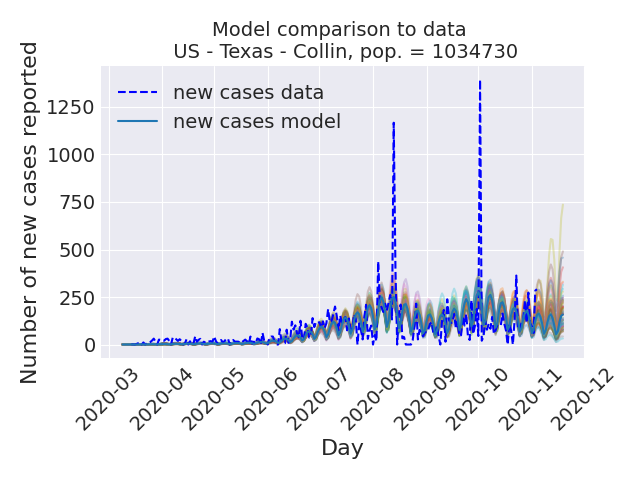 Model comparison to data
US - Texas - Collin, pop. = 1034730
new cases data
new cases model
Number of new cases reported
1250
1000
750
500
250
0
2020-03
2020-04
2020-05
2020-06
2020-07
2020-08
2020-09
2020-10
2020-11
2020-12
Day